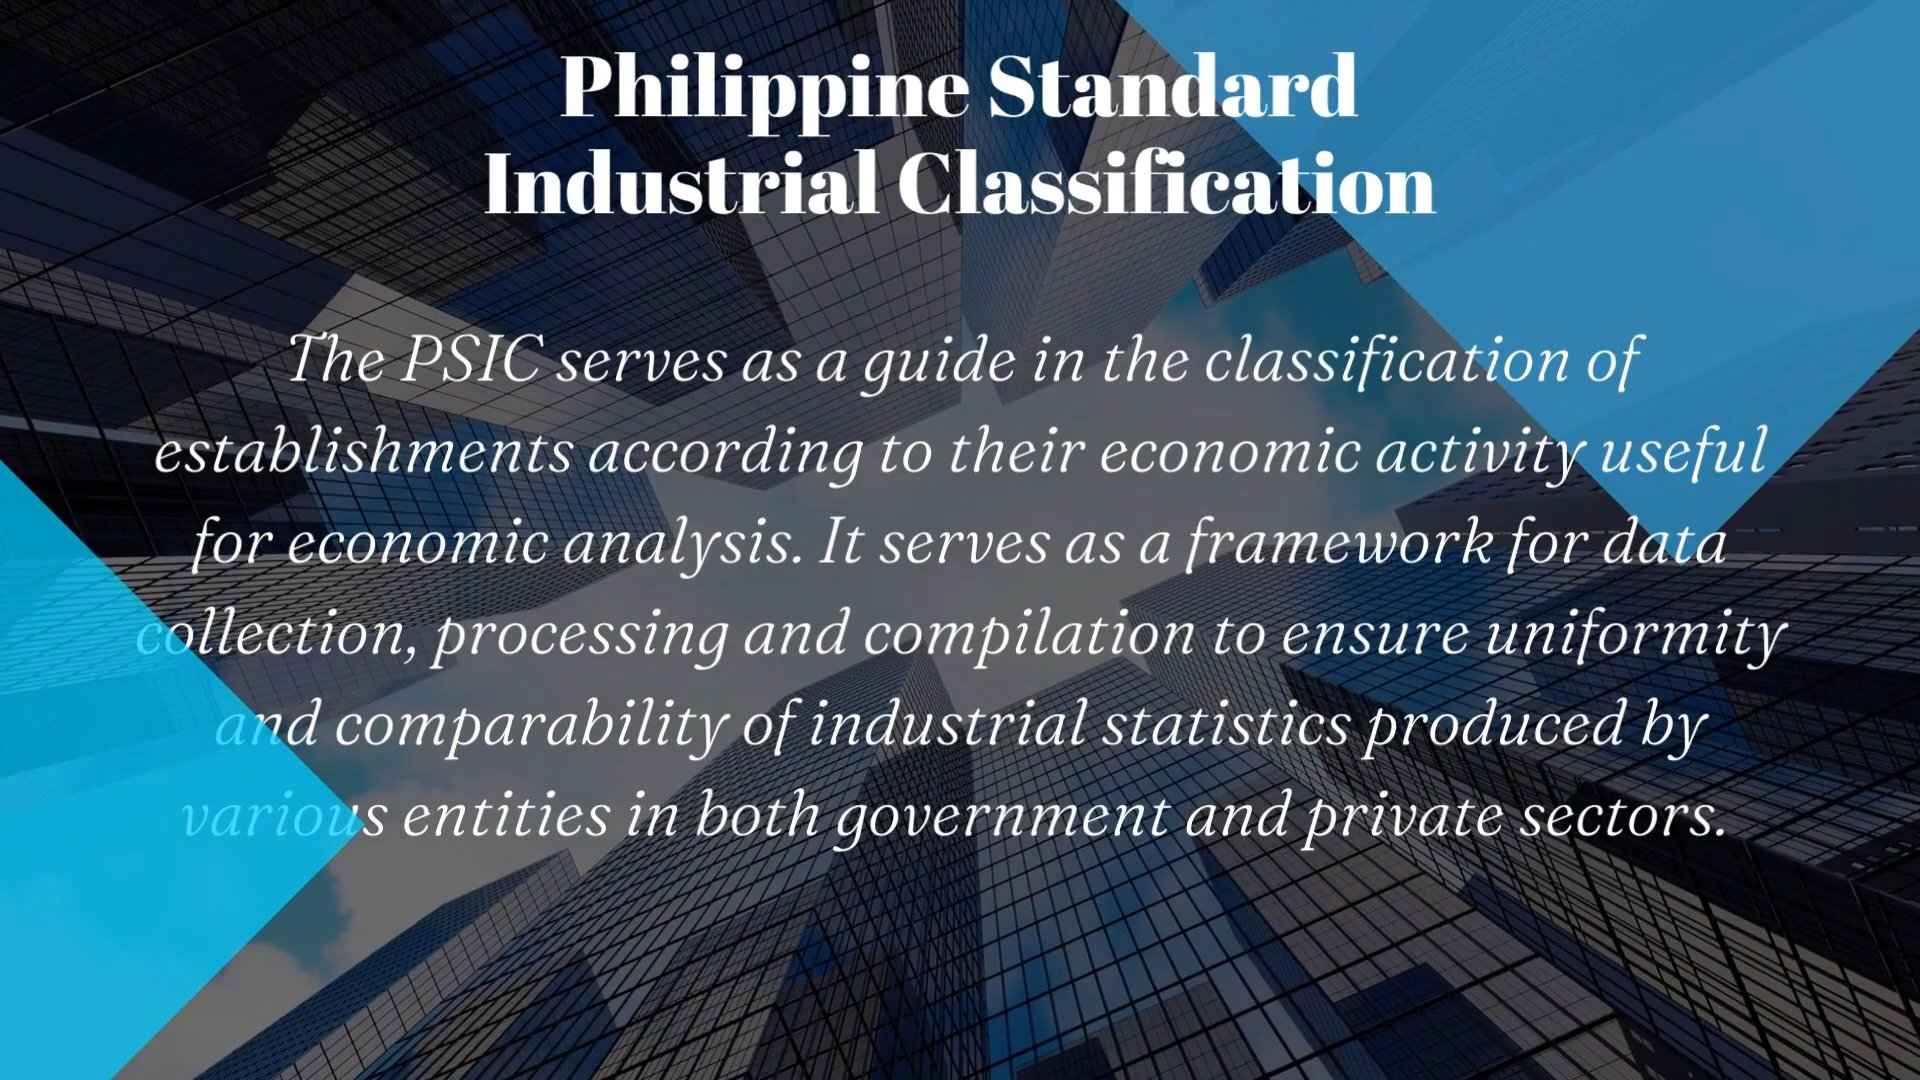 Philippine Standard
Industrial Classification
The PSIC serves as a guide in the classification of
establishments according to their economic activity useful
for economic analysis. It serves as a framework for data
collection, processing and compilation to ensure uniformity
and comparability of industrial statistics produced by
various entities in both government and private sectors.